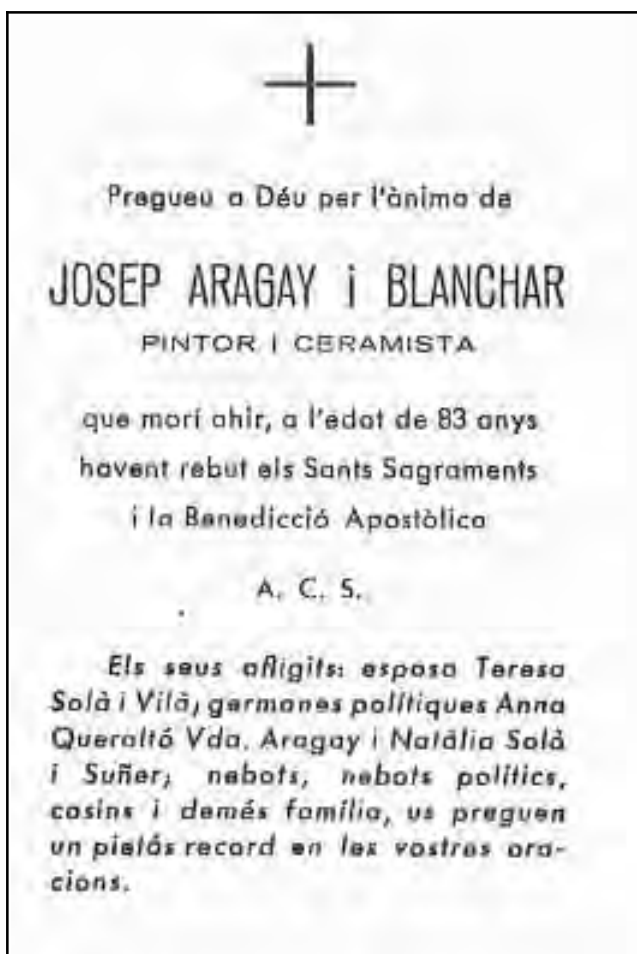 Pregueu a Déu per l'ànima de
JOSEP ARAGAY i BLANCHAR
PINTOR I CERAMISTA
que morí ahir, a l'edat de 83 anys
havent rebut els Sants Sagraments
i la Benedicció Apostòlica
A. C. S.
Els seus afligits: esposa Teresa
Solà i Vilà; germanes polítiques Anna
Queraltó Vda. Aragay i Natàlia Solà
i Suñer; nebots, nebots polítics,
cosins i demés família, us preguen
un pietós record en les vostres ora-
cions.